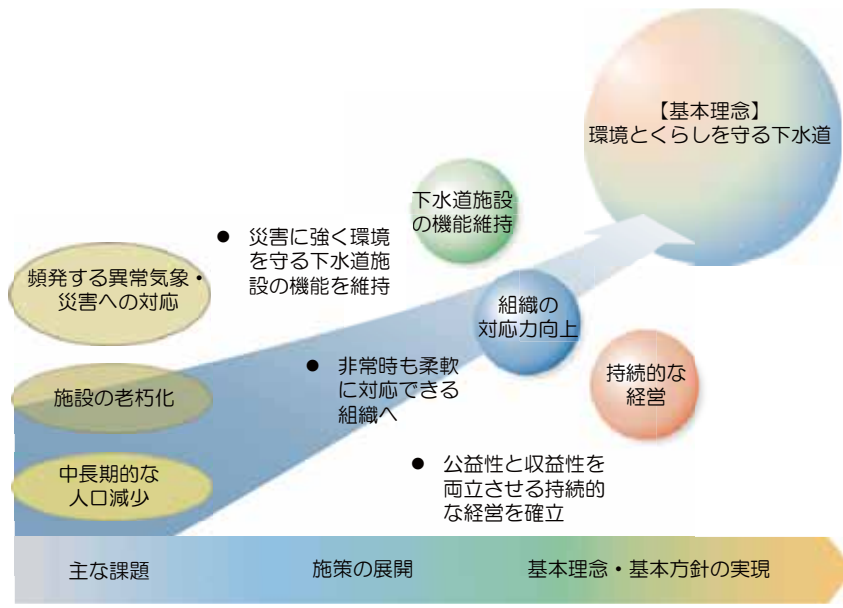 【基本理念】
環境とくらしを守る下水道
下水道施設
の機能維持
● 災害に強く環境
を守る下水道施
設の機能を維持
頻発する異常気象・
災害への対応
組織の
対応力向上
● 非常時も柔軟
に対応できる
組織へ
持続的な
経営
施設の老朽化
● 公益性と収益性を
両立させる持続的
な経営を確立
中長期的な
人口減少
主な課題
施策の展開
基本理念・基本方針の実現